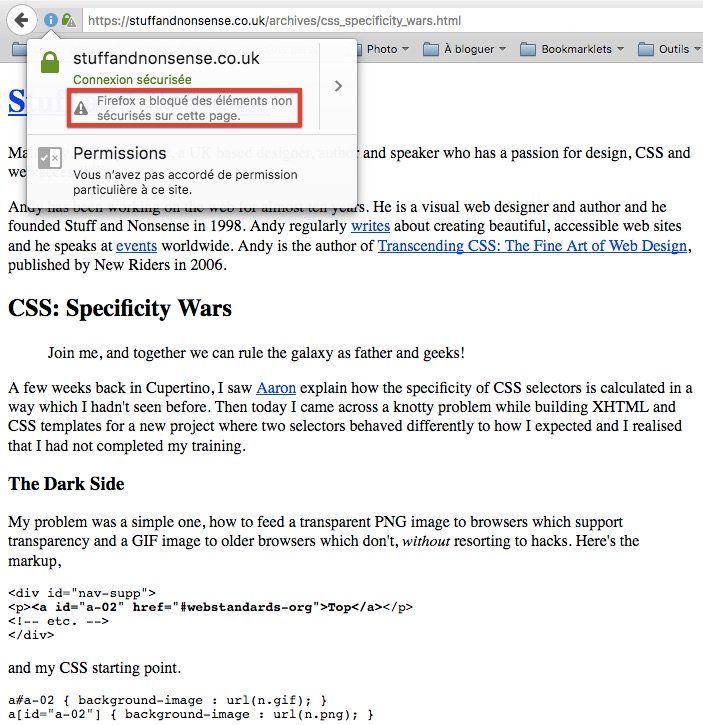 https://stuffandnonsense.co.uk/archives/css_specificity_wars.html
Photo À bloguer Bookmarklets Outils
stuffandnonsense.co.uk
Connexion sécurisée
Firefox a bloqué des éléments non
sécurisés sur cette page.
Permissions
Vous n’avez pas accordé de permission
particulière à ce site.
and speaker who has a passion for design, CSS and
Andy has been working on the web for almost ten years. He is a visual web designer and author and he
founded Stuff and Nonsense in 1998. Andy regularly writes about creating beautiful, accessible web sites
and he speaks at events worldwide. Andy is the author of Transcending CSS: The Fine Art of Web Design,
published by New Riders in 2006.
CSS: Specificity Wars
Join me, and together we can rule the galaxy as father and geeks!
A few weeks back in Cupertino, I saw Aaron explain how the specificity of CSS selectors is calculated in a
way which I hadn't seen before. Then today I came across a knotty problem while building XHTML and
CSS templates for a new project where two selectors behaved differently to how I expected and I realised
that I had not completed my training.
The Dark Side
My problem was a simple one, how to feed a transparent PNG image to browsers which support
transparency and a GIF image to older browsers which don't, without resorting to hacks. Here's the
markup,
<div id="nav-supp">
<p><a id="a-02" href="#webstandards-org">Top</a></p>
<!-- etc. -->
</div>
and my CSS starting point.
a#a-02 { background-image : url(n.gif); }
a[id="a-02"] { background-image : url(n.png); }